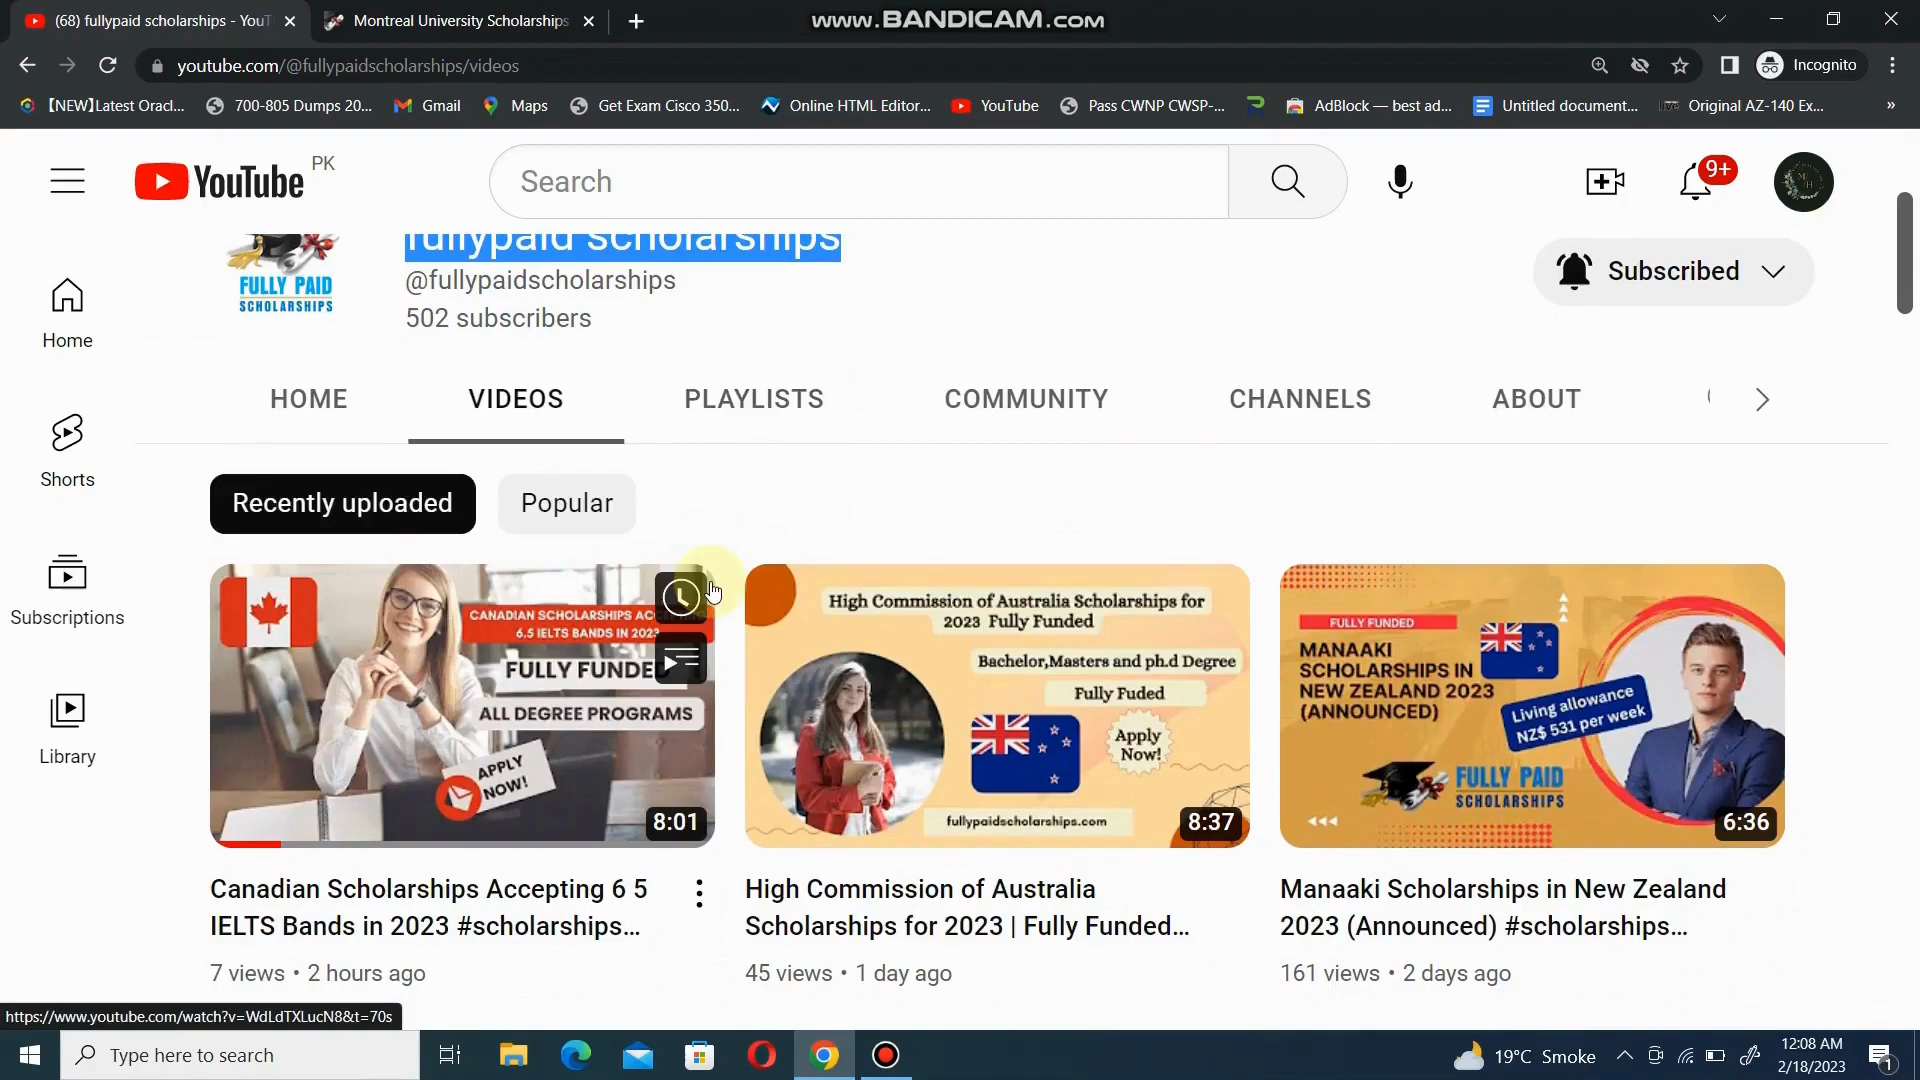 (68) fullypaid scholarships - YouT
Montreal University Scholarships
www.BANDICAM.com
youtube.com/@fullypaidscholarships/videos
Incognito
【NEW】Latest Oracl...
700-805 Dumps 20...
Gmail
Maps
Get Exam Cisco 350...
Online HTML Editor...
YouTube
Pass CWNP CWSP-...
AdBlock — best ad...
Untitled document...
Original AZ-140 Ex...
»
YouTube PK
Search
9+
fullypaid scholarships
@fullypaidscholarships
502 subscribers
FULLY PAID
SCHOLARSHIPS
Subscribed
Home
Shorts
Subscriptions
Library
HOME
VIDEOS
PLAYLISTS
COMMUNITY
CHANNELS
ABOUT
Recently uploaded
Popular
CANADIAN SCHOLARSHIPS
6.5 IELTS BANDS IN 2023
FULLY FUNDED
ALL DEGREE PROGRAMS
APPLY
NOW!
8:01
High Commission of Australia Scholarships for
2023 Fully Funded
Bachelor,Masters and ph.d Degree
Fully Fuded
Apply
Now!
fullypaidscholarships.com
8:37
FULLY FUNDED
MANAAKI
SCHOLARSHIPS IN
NEW ZEALAND 2023
(ANNOUNCED)
Living allowance
NZ$ 531 per week
FULLY PAID
SCHOLARSHIPS
6:36
Canadian Scholarships Accepting 6 5
IELTS Bands in 2023 #scholarships...
7 views • 2 hours ago
High Commission of Australia
Scholarships for 2023 | Fully Funded...
45 views • 1 day ago
Manaaki Scholarships in New Zealand
2023 (Announced) #scholarships...
161 views • 2 days ago
https://www.youtube.com/watch?v=WdLdTXLucN8&t=70s
Type here to search
19°C Smoke
12:08 AM
2/18/2023
1